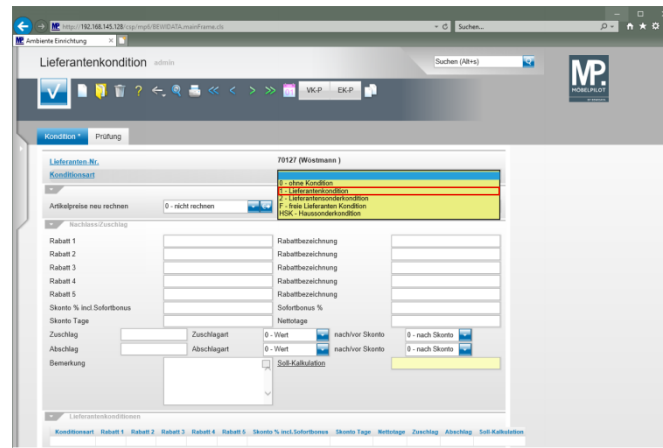 http://192.168.145.128/csp/mpll/BEWIDATA.mainFrame.cls
Suchen...
Ambiente Einrichtung
Lieferantenkondition admin
Suchen (Alt+s)
MP.
MÖBELPILOT
VK-P EK-P
Kondition * Prüfung
Lieferanten-Nr. 70127 (Wöstmann )
Konditionsart
0 - ohne Kondition
1 - Lieferantenkondition
2 - Lieferantensonderkondition
F - freie Lieferanten Kondition
HSK - Haussonderkondition
Artikelpreise neu rechnen 0 - nicht rechnen
Nachlass/Zuschlag
Rabatt 1 Rabattbezeichnung
Rabatt 2 Rabattbezeichnung
Rabatt 3 Rabattbezeichnung
Rabatt 4 Rabattbezeichnung
Rabatt 5 Rabattbezeichnung
Skonto % incl.Sofortbonus Sofortbonus %
Skonto Tage Nettotage
Zuschlag Zuschlagart 0 - Wert nach/vor Skonto 0 - nach Skonto
Abschlag Abschlagart 0 - Wert nach/vor Skonto 0 - nach Skonto
Bemerkung Soll-Kalkulation
Lieferantenkonditionen
Konditionsart Rabatt 1 Rabatt 2 Rabatt 3 Rabatt 4 Rabatt 5 Skonto % incl.Sofortbonus Skonto Tage Nettotage Zuschlag Abschlag Soll-Kalkulation